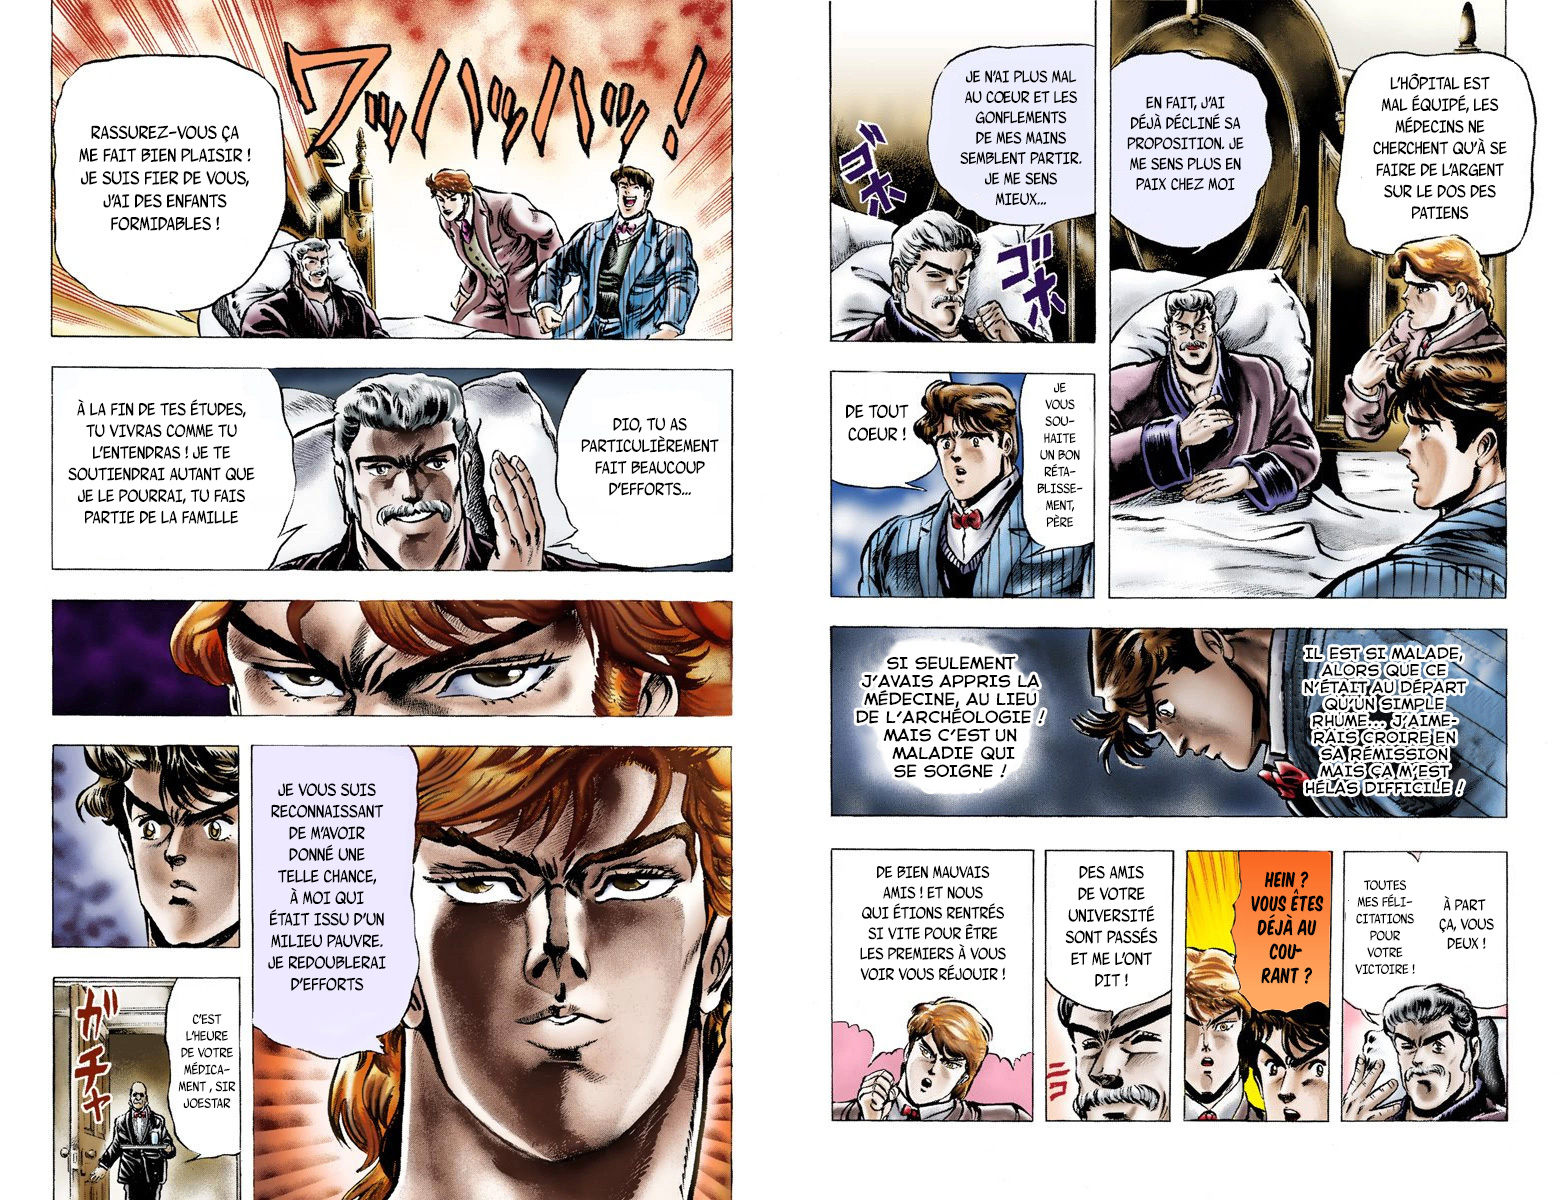 L'HÔPITAL EST
MAL ÉQUIPÉ, LES
MÉDECINS NE
CHERCHENT QU'À SE
FAIRE DE L'ARGENT
SUR LE DOS DES
PATIENS
EN FAIT, J'AI
DÉJÀ DÉCLINÉ SA
PROPOSITION. JE
ME SENS PLUS EN
PAIX CHEZ MOI
JE N'AI PLUS MAL
AU COEUR ET LES
GONFLEMENTS
DE MES MAINS
SEMBLENT PARTIR.
JE ME SENS
MIEUX...
ゴホ
ゴホ
JE
VOUS
SOU-
HAITE
UN BON
RÉTA-
BLISSE-
MENT,
PÈRE
DE TOUT
COEUR !
IL EST SI MALADE,
ALORS QUE CE
N'ÉTAIT AU DÉPART
QU'UN SIMPLE
RHUME... J'AIME-
RAIS CROIRE EN
SA RÉMISSION
MAIS ÇA M'EST
HÉLAS DIFFICILE !
SI SEULEMENT
J'AVAIS APPRIS LA
MÉDECINE, AU LIEU
DE L'ARCHÉOLOGIE !
MAIS C'EST UN
MALADIE QUI
SE SOIGNE !
À PART
ÇA, VOUS
DEUX !
TOUTES
MES FÉLI-
CITATIONS
POUR
VOTRE
VICTOIRE !
HEIN ?
VOUS ÊTES
DÉJÀ AU
COU-
RANT ?
DES AMIS
DE VOTRE
UNIVERSITÉ
SONT PASSÉS
ET ME L'ONT
DIT !
DE BIEN MAUVAIS
AMIS ! ET NOUS
QUI ÉTIONS RENTRÉS
SI VITE POUR ÊTRE
LES PREMIERS À VOUS
VOIR VOUS RÉJOUIR !
ワッハッハッハッ!
RASSUREZ-VOUS ÇA
ME FAIT BIEN PLAISIR !
JE SUIS FIER DE VOUS,
J'AI DES ENFANTS
FORMIDABLES !
DIO, TU AS
PARTICULIÈREMENT
FAIT BEAUCOUP
D'EFFORTS...
À LA FIN DE TES ÉTUDES,
TU VIVRAS COMME TU
L'ENTENDRAS ! JE TE
SOUTIENDRAI AUTANT QUE
JE LE POURRAI, TU FAIS
PARTIE DE LA FAMILLE
JE VOUS SUIS
RECONNAISSANT
DE M'AVOIR
DONNÉ UNE
TELLE CHANCE,
À MOI QUI
ÉTAIT ISSU D'UN
MILIEU PAUVRE.
JE REDOUBLERAI
D'EFFORTS
ガチャ
C'EST
L'HEURE
DE VOTRE
MÉDICA-
MENT , SIR
JOESTAR